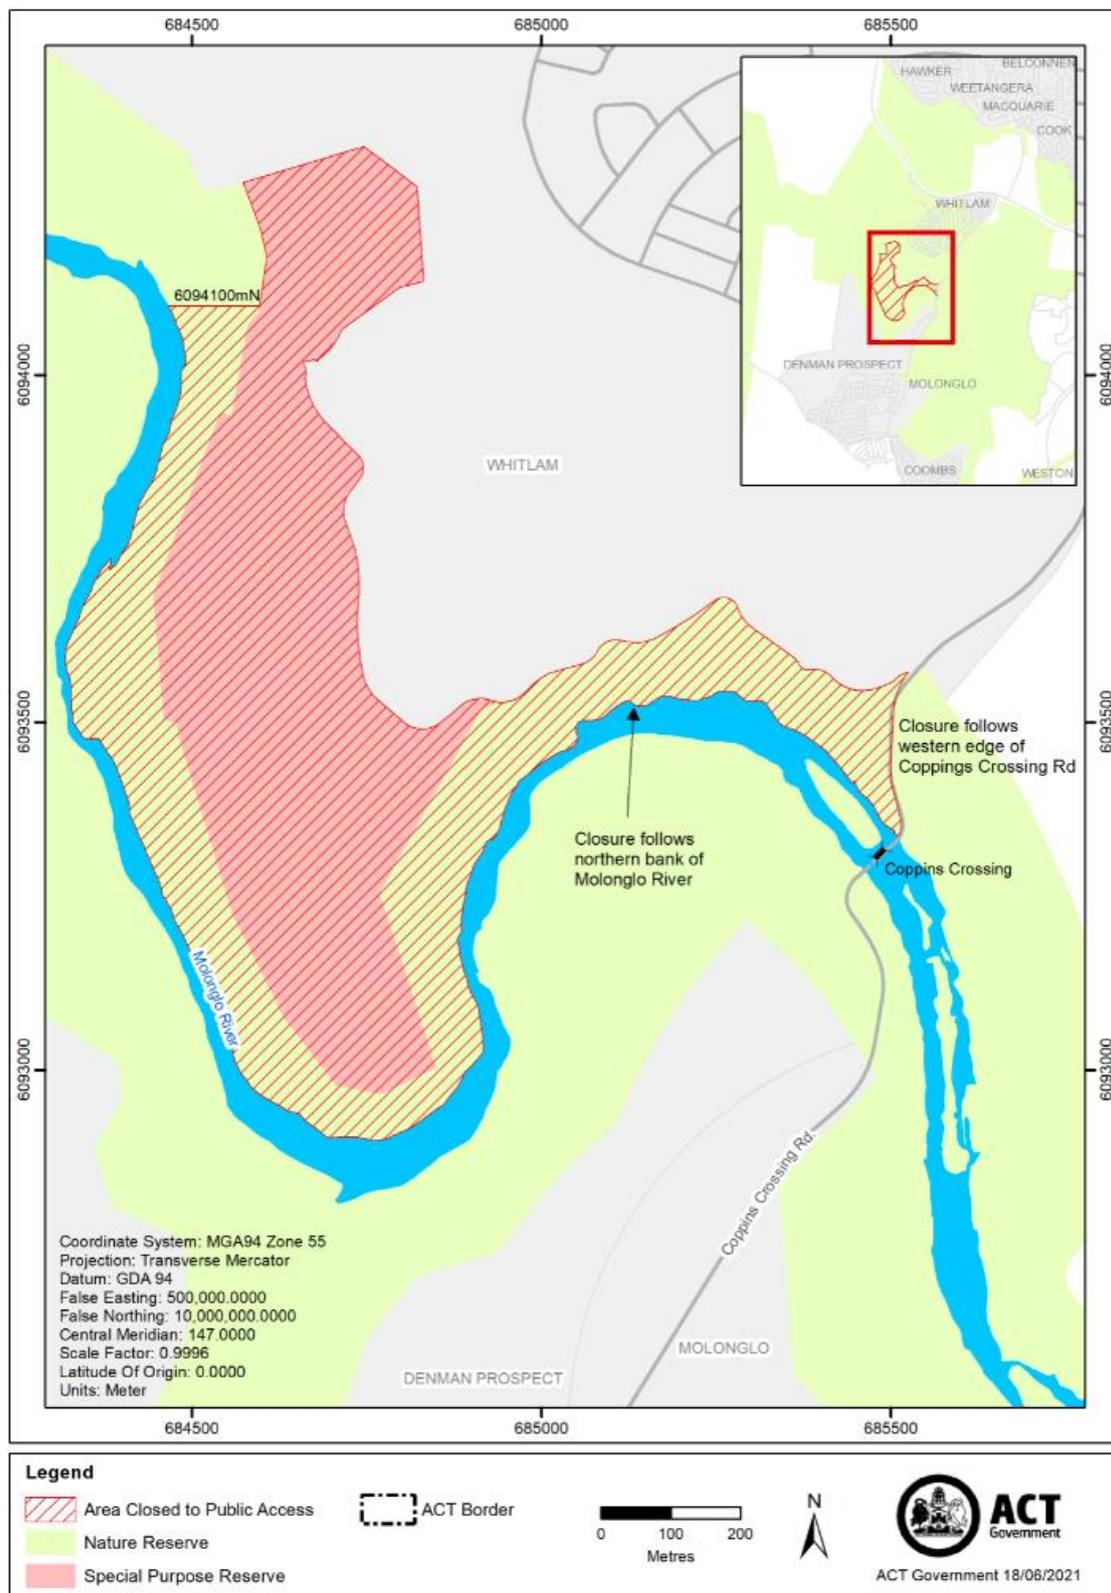 684500
685000
685500
HAWKER
BELCONNEN
WEETANGERA
MACQUARIE
COOK
WHITLAM
DENMAN PROSPECT
MOLONGLO
COOMBS
WESTON
6094100mN
6094000
6094000
WHITLAM
6093500
6093500
Closure follows
western edge of
Coppings Crossing Rd
Closure follows
northern bank of
Molonglo River
Coppins Crossing
Molonglo River
6093000
6093000
Coppins Crossing Rd
Coordinate System: MGA94 Zone 55
Projection: Transverse Mercator
Datum: GDA 94
False Easting: 500,000.0000
False Northing: 10,000,000.0000
Central Meridian: 147.0000
Scale Factor: 0.9996
Latitude Of Origin: 0.0000
Units: Meter
MOLONGLO
DENMAN PROSPECT
684500
685000
685500
Legend
Area Closed to Public Access
Nature Reserve
Special Purpose Reserve
ACT Border
0 100 200
Metres
N
ACT
Government
ACT Government 18/06/2021